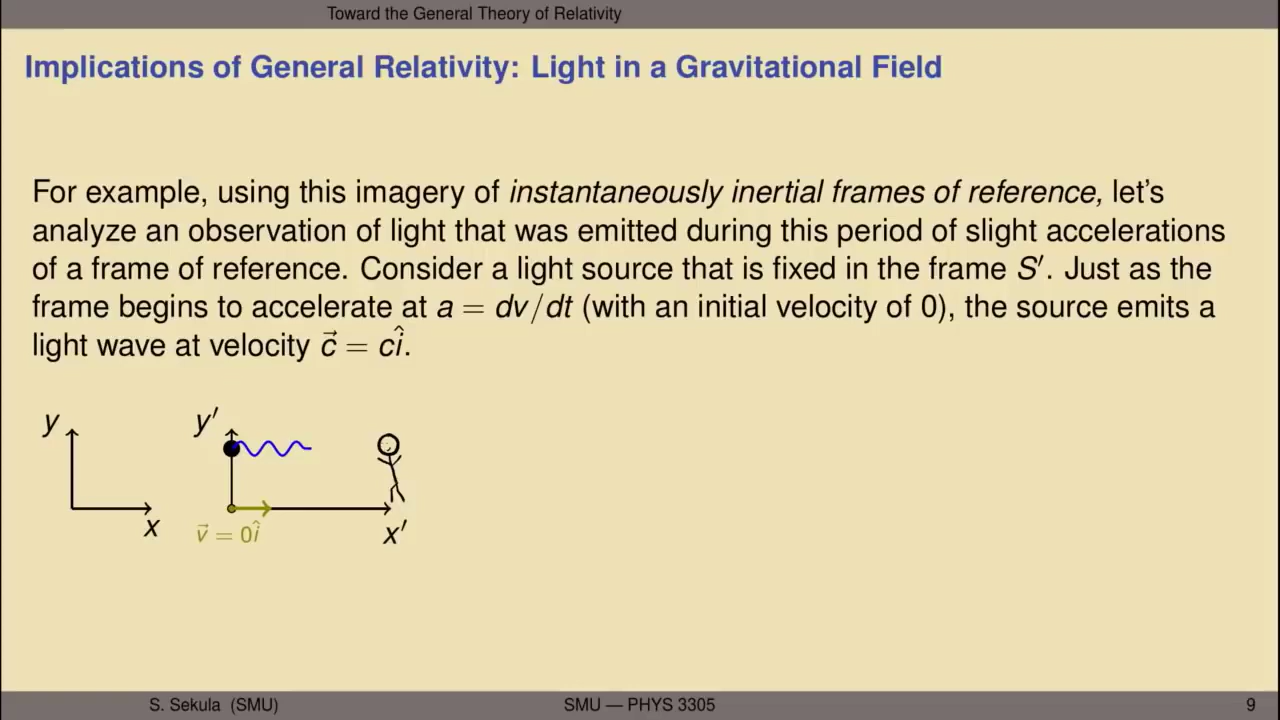 Toward the General Theory of Relativity
Implications of General Relativity: Light in a Gravitational Field
For example, using this imagery of instantaneously inertial frames of reference, let's
analyze an observation of light that was emitted during this period of slight accelerations
of a frame of reference. Consider a light source that is fixed in the frame S′. Just as the
frame begins to accelerate at a = dv/dt (with an initial velocity of 0), the source emits a
light wave at velocity c⃗ = cî.
y
y′
x
v⃗ = 0î
x′
S. Sekula (SMU)
SMU — PHYS 3305
9